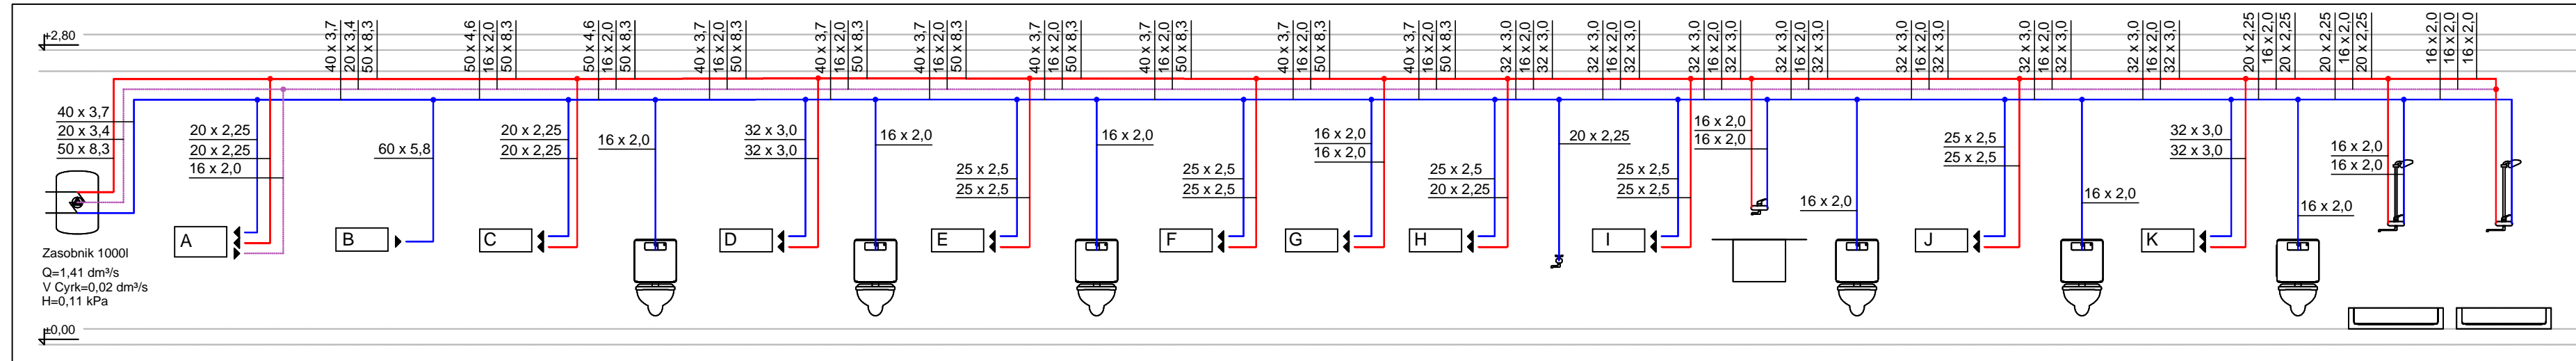 +2,80
40 x 3,7
20 x 3,4
50 x 8,3
50 x 4,6
16 x 2,0
50 x 8,3
50 x 4,6
16 x 2,0
50 x 8,3
40 x 3,7
16 x 2,0
50 x 8,3
40 x 3,7
16 x 2,0
50 x 8,3
40 x 3,7
16 x 2,0
50 x 8,3
40 x 3,7
16 x 2,0
50 x 8,3
40 x 3,7
16 x 2,0
50 x 8,3
40 x 3,7
16 x 2,0
50 x 8,3
40 x 3,7
16 x 2,0
50 x 8,3
32 x 3,0
16 x 2,0
32 x 3,0
32 x 3,0
16 x 2,0
32 x 3,0
32 x 3,0
16 x 2,0
32 x 3,0
32 x 3,0
16 x 2,0
32 x 3,0
32 x 3,0
16 x 2,0
32 x 3,0
32 x 3,0
16 x 2,0
32 x 3,0
32 x 3,0
16 x 2,0
32 x 3,0
20 x 2,25
16 x 2,0
20 x 2,25
20 x 2,25
16 x 2,0
20 x 2,25
16 x 2,0
16 x 2,0
16 x 2,0
40 x 3,7
20 x 3,4
50 x 8,3
20 x 2,25
20 x 2,25
16 x 2,0
60 x 5,8
20 x 2,25
20 x 2,25
16 x 2,0
32 x 3,0
32 x 3,0
16 x 2,0
25 x 2,5
25 x 2,5
16 x 2,0
25 x 2,5
25 x 2,5
16 x 2,0
16 x 2,0
25 x 2,5
20 x 2,25
20 x 2,25
25 x 2,5
25 x 2,5
16 x 2,0
16 x 2,0
16 x 2,0
25 x 2,5
25 x 2,5
16 x 2,0
32 x 3,0
32 x 3,0
16 x 2,0
16 x 2,0
16 x 2,0
A
B
C
D
E
F
G
H
I
J
K
Zasobnik 1000l
Q=1,41 dm³/s
V Cyrk=0,02 dm³/s
H=0,11 kPa
±0,00